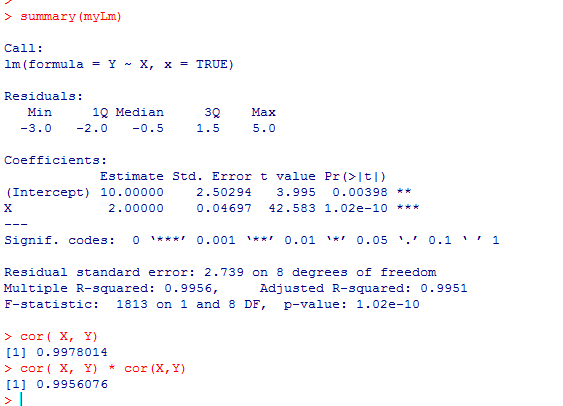 > summary(myLm)
Call:
lm(formula = Y ~ X, x = TRUE)
Residuals:
Min 1Q Median 3Q Max
-3.0 -2.0 -0.5 1.5 5.0
Coefficients:
Estimate Std. Error t value Pr(>|t|)
(Intercept) 10.00000 2.50294 3.995 0.00398 **
X 2.00000 0.04697 42.583 1.02e-10 ***
---
Signif. codes: 0 ‘***’ 0.001 ‘**’ 0.01 ‘*’ 0.05 ‘.’ 0.1 ‘ ’ 1
Residual standard error: 2.739 on 8 degrees of freedom
Multiple R-squared: 0.9956, Adjusted R-squared: 0.9951
F-statistic: 1813 on 1 and 8 DF, p-value: 1.02e-10
> cor( X, Y)
[1] 0.9978014
> cor( X, Y) * cor(X,Y)
[1] 0.9956076
>